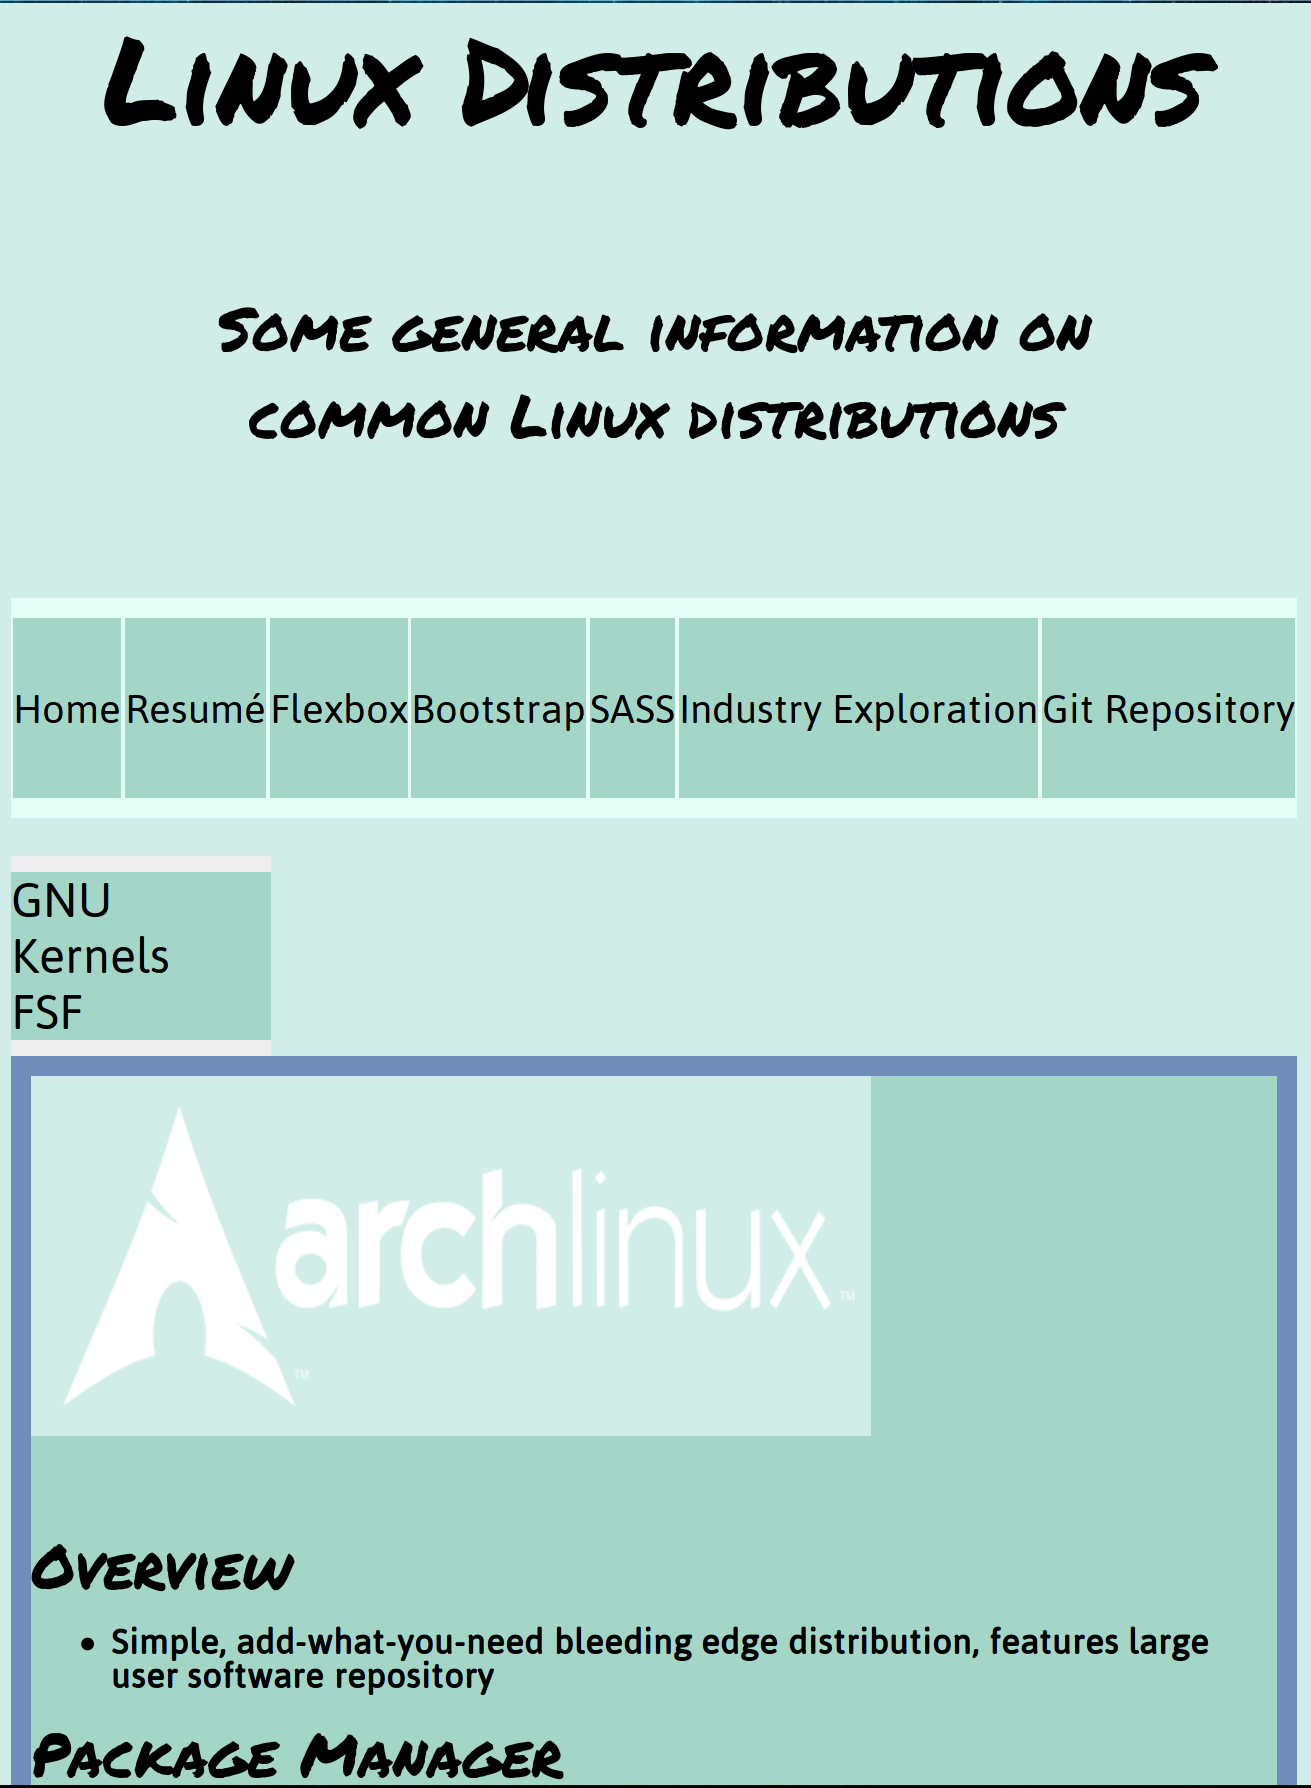 Linux Distributions
Some general information on
common Linux distributions
Home Resumé Flexbox Bootstrap SASS Industry Exploration Git Repository
GNU
Kernels
FSF
archlinux™
™
Overview
• Simple, add-what-you-need bleeding edge distribution, features large
user software repository
Package Manager